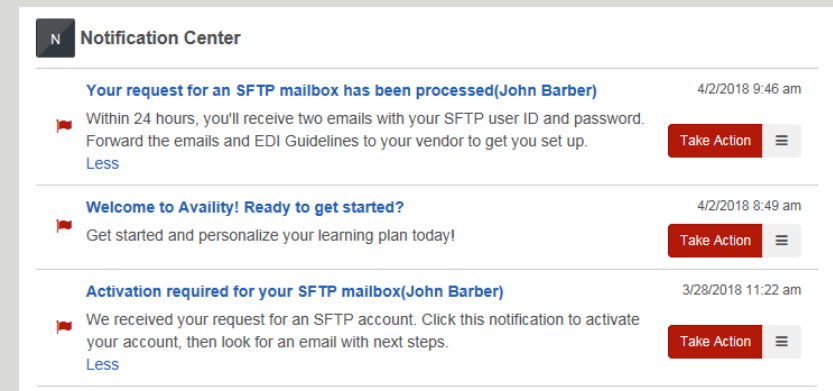 N Notification Center
Your request for an SFTP mailbox has been processed(John Barber) 4/2/2018 9:46 am
Within 24 hours, you'll receive two emails with your SFTP user ID and password.
Forward the emails and EDI Guidelines to your vendor to get you set up. Take Action
Less
Welcome to Availity! Ready to get started? 4/2/2018 8:49 am
Get started and personalize your learning plan today! Take Action
Activation required for your SFTP mailbox(John Barber) 3/28/2018 11:22 am
We received your request for an SFTP account. Click this notification to activate
your account, then look for an email with next steps. Take Action
Less